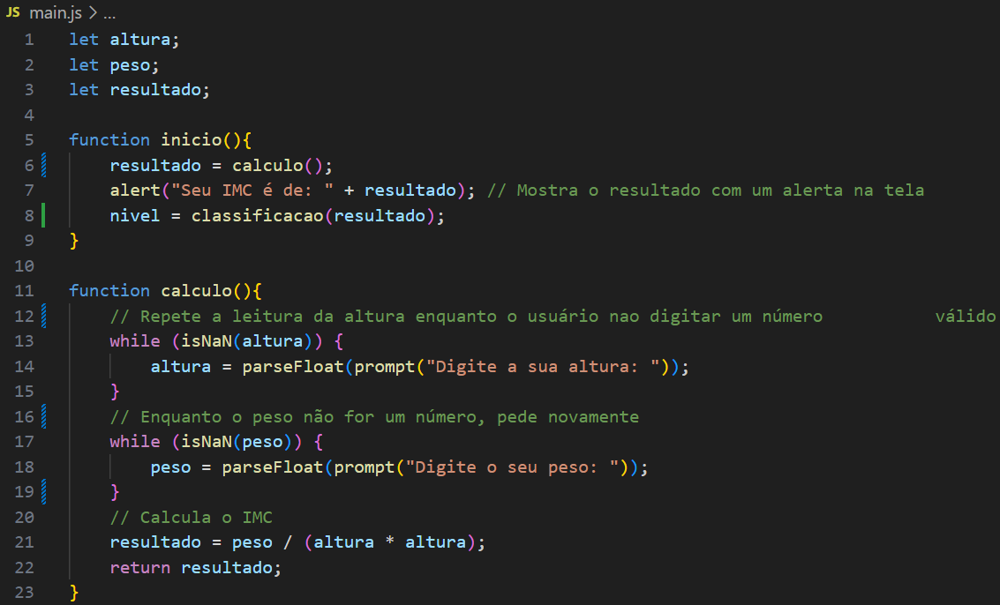 JS main.js > ...
1 let altura;
2 let peso;
3 let resultado;
4
5 function inicio(){
6     resultado = calculo();
7     alert("Seu IMC é de: " + resultado); // Mostra o resultado com um alerta na tela
8     nivel = classificacao(resultado);
9 }
10
11 function calculo(){
12     // Repete a leitura da altura enquanto o usuário nao digitar um número           válido
13     while (isNaN(altura)) {
14         altura = parseFloat(prompt("Digite a sua altura: "));
15     }
16     // Enquanto o peso não for um número, pede novamente
17     while (isNaN(peso)) {
18         peso = parseFloat(prompt("Digite o seu peso: "));
19     }
20     // Calcula o IMC
21     resultado = peso / (altura * altura);
22     return resultado;
23 }